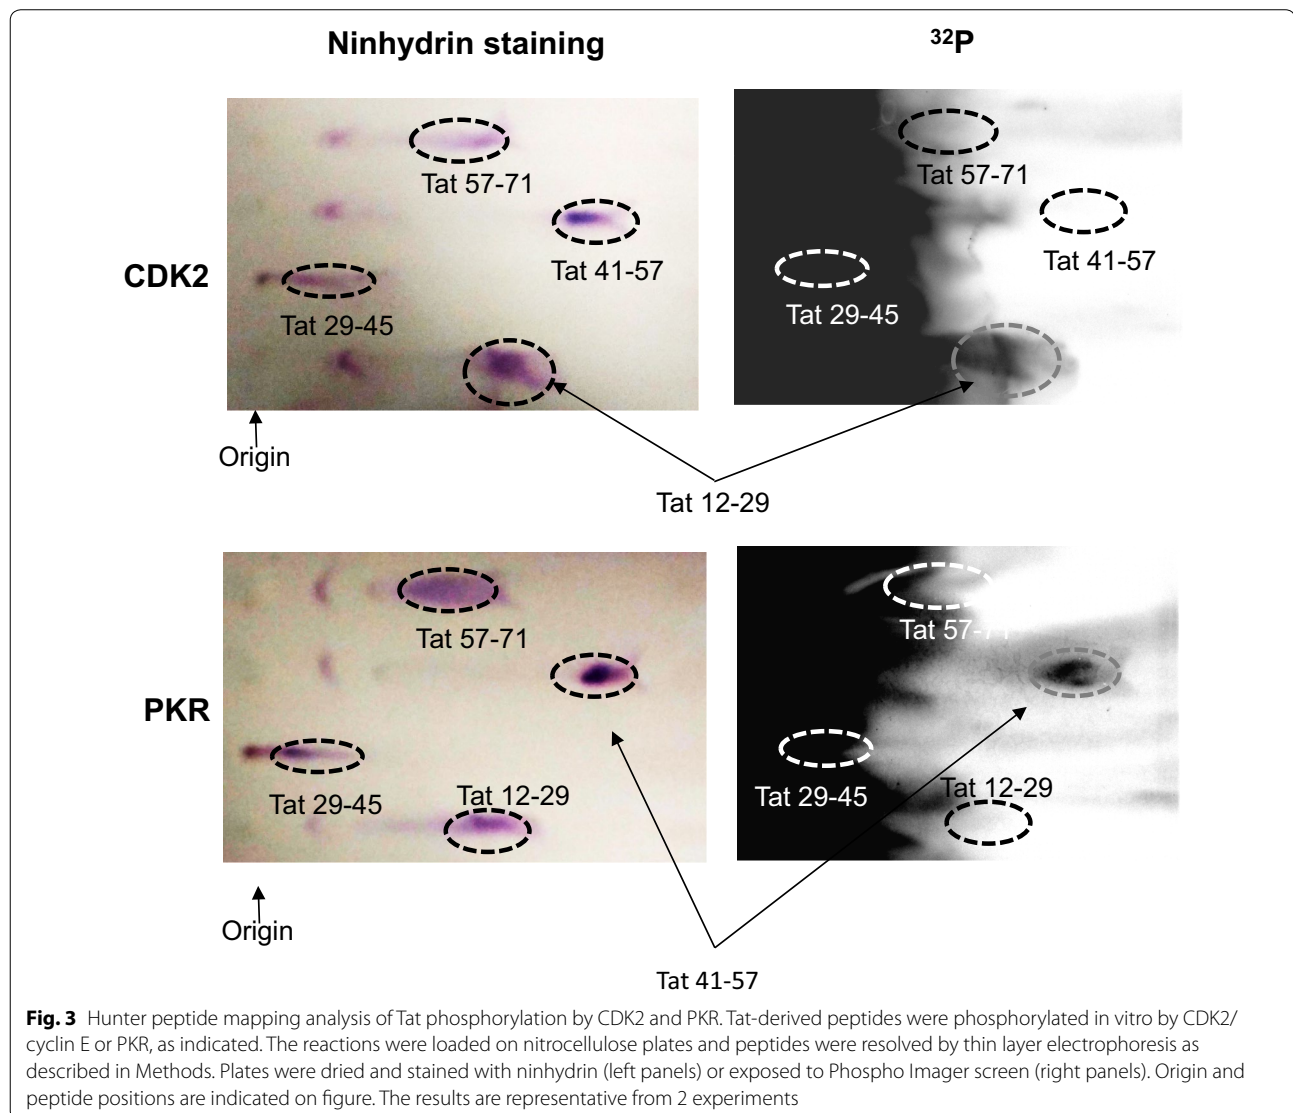 Ninhydrin staining
32P
Tat 57-71
Tat 57-71
Tat 41-57
Tat 41-57
CDK2
Tat 29-45
Tat 29-45
Origin
Tat 12-29
Tat 57-71
Tat 57-71
PKR
Tat 29-45
Tat 12-29
Tat 29-45
Tat 12-29
Origin
Tat 41-57
Fig. 3 Hunter peptide mapping analysis of Tat phosphorylation by CDK2 and PKR. Tat-derived peptides were phosphorylated in vitro by CDK2/
cyclin E or PKR, as indicated. The reactions were loaded on nitrocellulose plates and peptides were resolved by thin layer electrophoresis as
described in Methods. Plates were dried and stained with ninhydrin (left panels) or exposed to Phospho Imager screen (right panels). Origin and
peptide positions are indicated on figure. The results are representative from 2 experiments